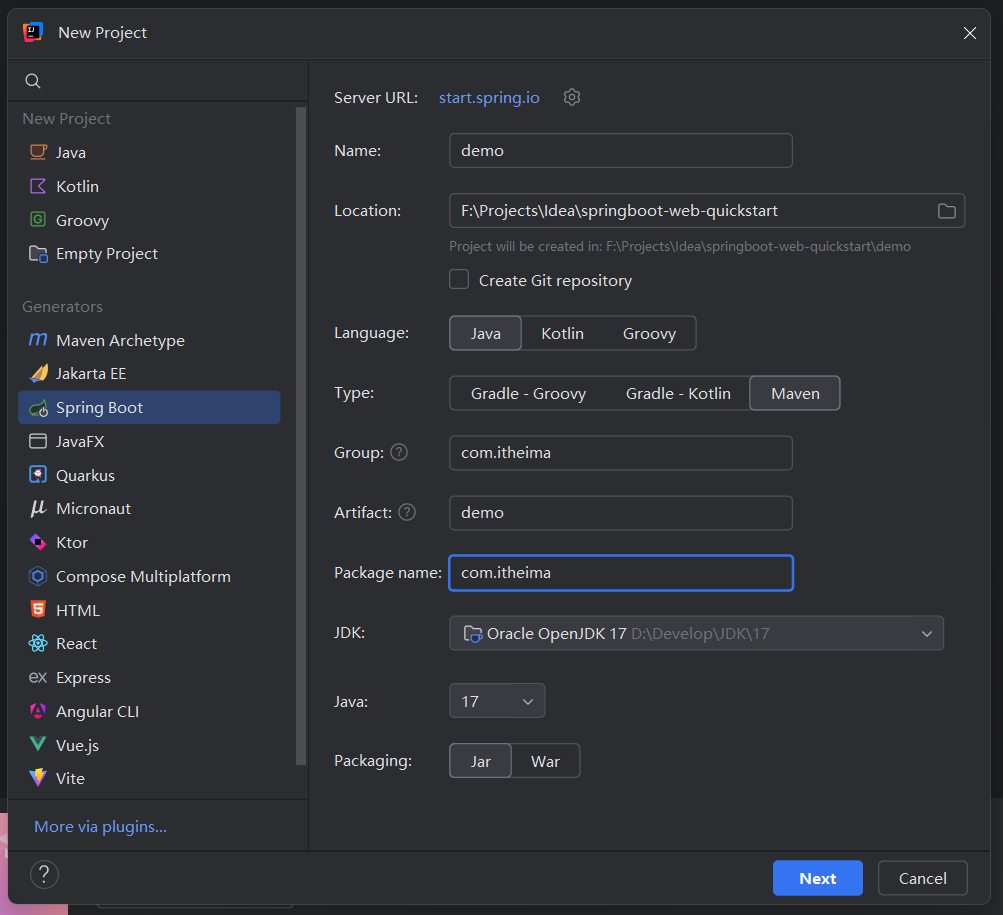 New Project
New Project
Java
Kotlin
Groovy
Empty Project
Generators
Maven Archetype
Jakarta EE
Spring Boot
JavaFX
Quarkus
Micronaut
Ktor
Compose Multiplatform
HTML
React
Express
Angular CLI
Vue.js
Vite
More via plugins...
Server URL: start.spring.io
Name: demo
Location: F:\Projects\Idea\springboot-web-quickstart
Project will be created in: F:\Projects\Idea\springboot-web-quickstart\demo
Create Git repository
Language: Java Kotlin Groovy
Type: Gradle - Groovy Gradle - Kotlin Maven
Group: ? com.itheima
Artifact: ? demo
Package name: com.itheima
JDK: Oracle OpenJDK 17 D:\Develop\JDK\17
Java: 17
Packaging: Jar War
? Next Cancel